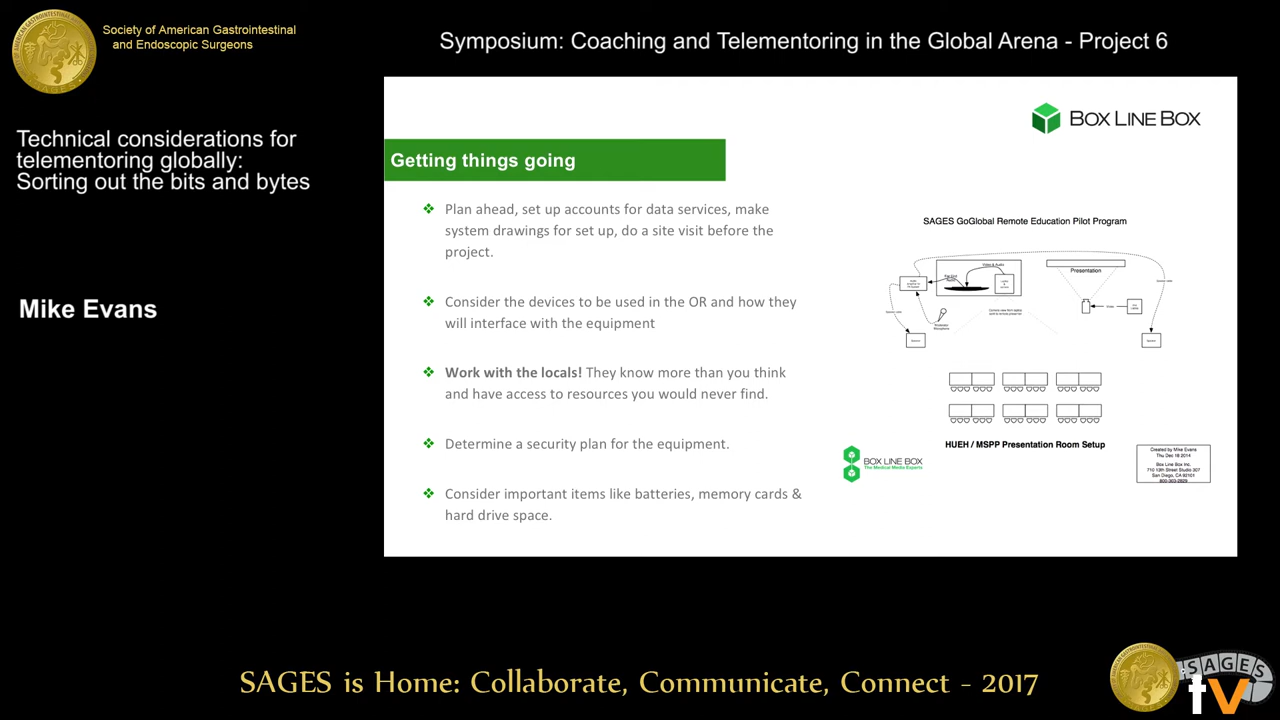 Society of American Gastrointestinal
and Endoscopic Surgeons
Symposium: Coaching and Telementoring in the Global Arena - Project 6
Technical considerations for
telementoring globally:
Sorting out the bits and bytes
Mike Evans
BOX LINE BOX
Getting things going
❖ Plan ahead, set up accounts for data services, make
system drawings for set up, do a site visit before the
project.
❖ Consider the devices to be used in the OR and how they
will interface with the equipment
❖ Work with the locals! They know more than you think
and have access to resources you would never find.
❖ Determine a security plan for the equipment.
❖ Consider important items like batteries, memory cards &
hard drive space.
SAGES GoGlobal Remote Education Pilot Program
Video & Audio
Presentation
HUEH / MSPP Presentation Room Setup
BOX LINE BOX
The Medical Media Experts
Created by Mike Evans
Thu Dec 18 2014
Box Line Box Inc.
710 13th Street Studio 307
San Diego, CA 92101
800-303-2929
SAGES is Home: Collaborate, Communicate, Connect - 2017
SAGES
tv